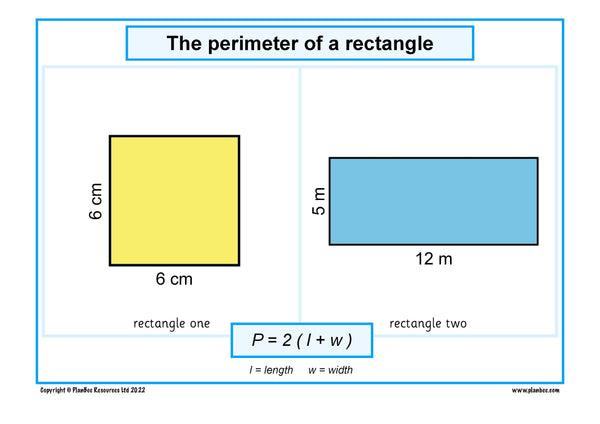 The perimeter of a rectangle
6 cm
6 cm
rectangle one
5 m
12 m
rectangle two
P = 2 ( l + w )
l = length w = width
Copyright © PlanBee Resources Ltd 2022
www.planbee.com